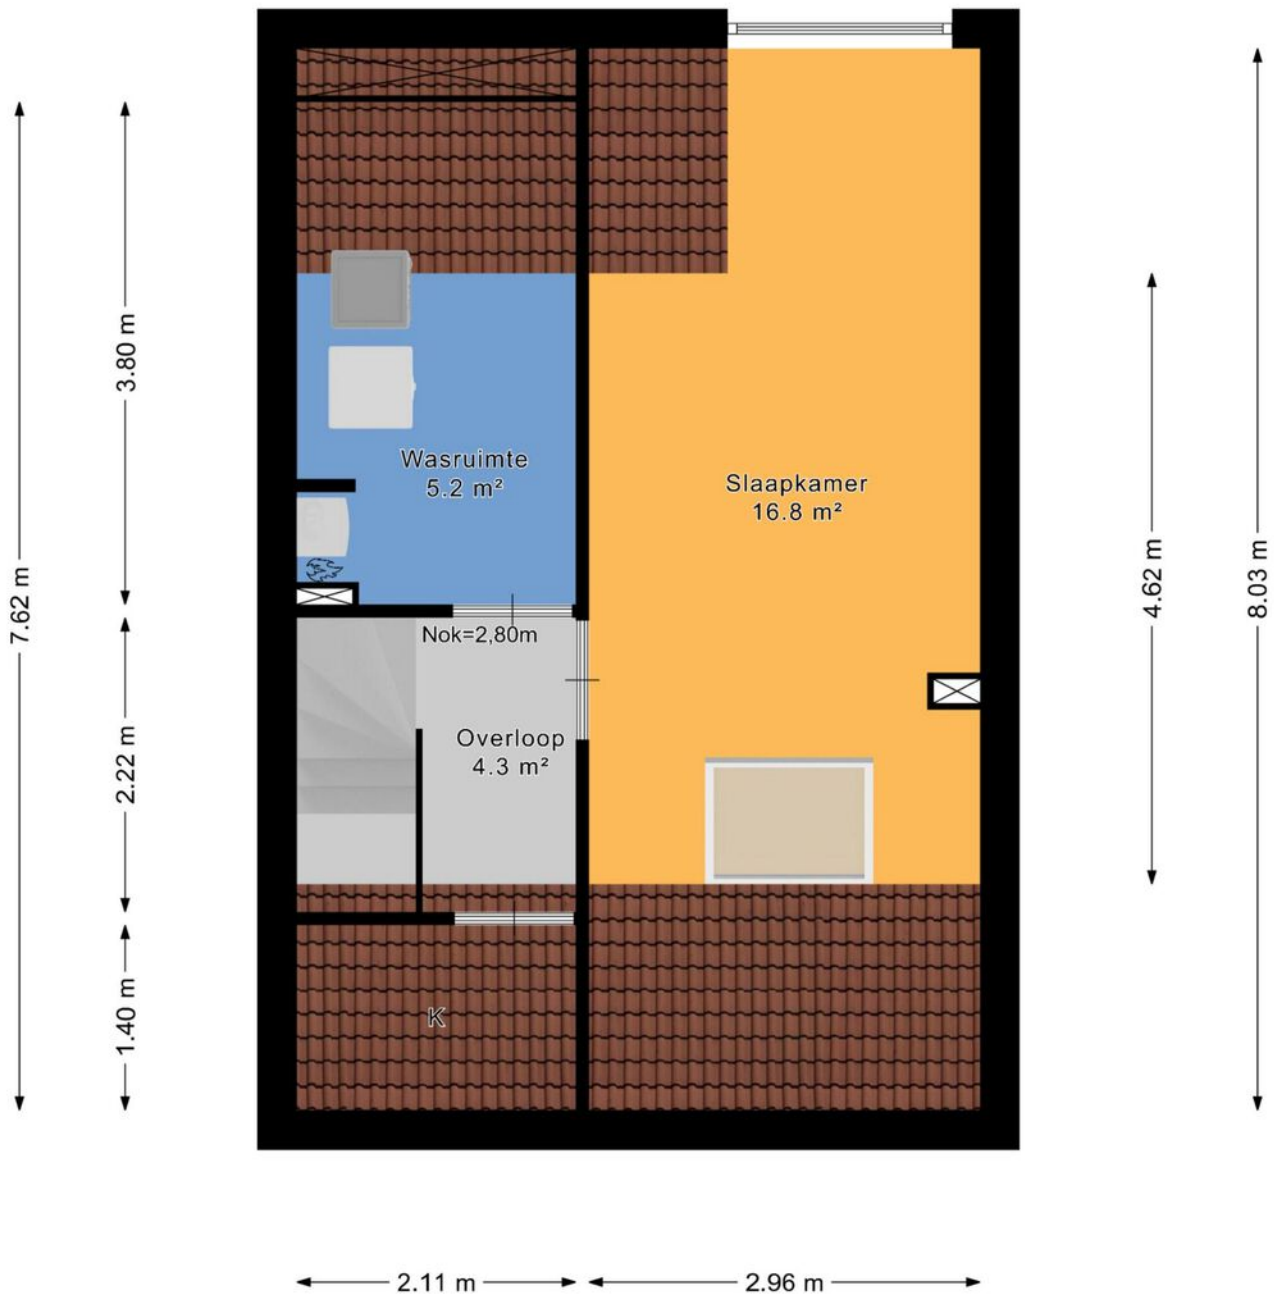 3.80 m
Wasruimte
5.2 m²
Slaapkamer
16.8 m²
7.62 m
4.62 m
8.03 m
Nok=2,80m
2.22 m
Overloop
4.3 m²
1.40 m
K
2.11 m
2.96 m